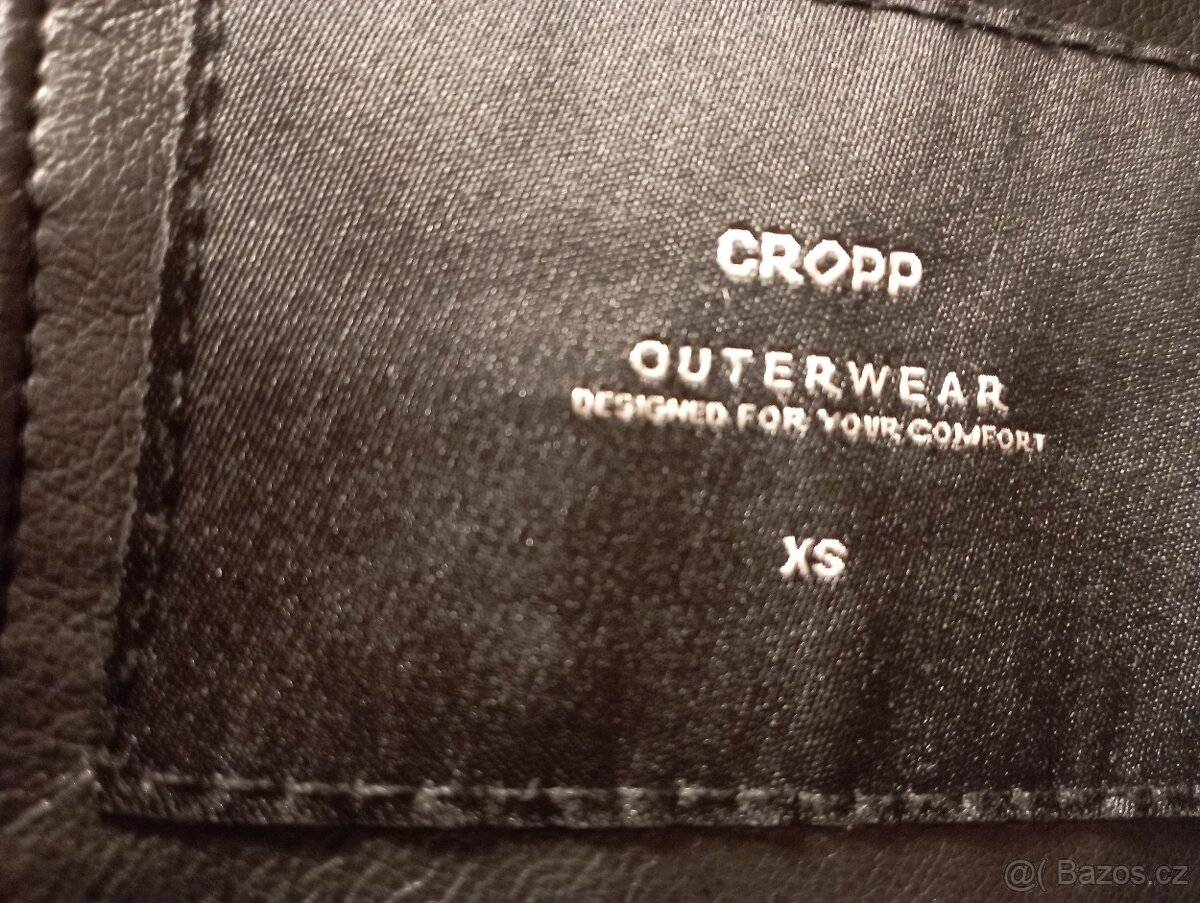 CROPP
OUTERWEAR
DESIGNED FOR YOUR COMFORT
XS
@( Bazos.cz